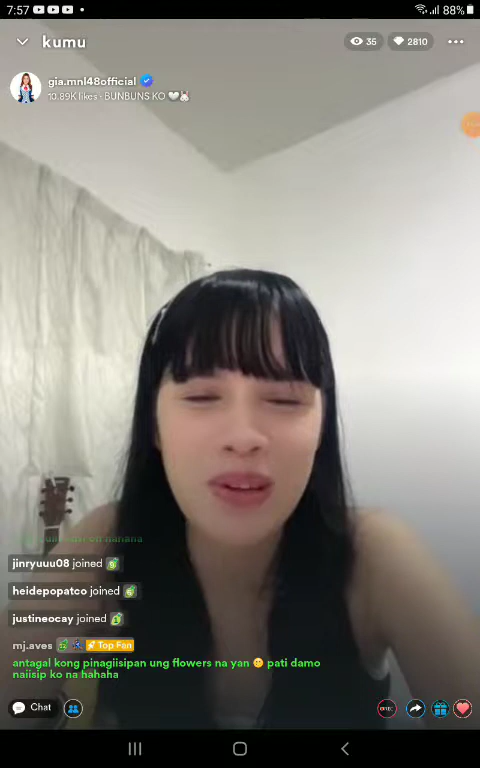 7:57
88%
kumu
35
2810
gia.mnl48official
10.89K likes · BUNBUNS KO
hahaha
jinryuuu08 joined
heidepopatco joined
justineocay joined
mj.aves Top Fan
antagal kong pinagiisipan ung flowers na yan 🙂 pati damo
naiisip ko na hahaha
Chat